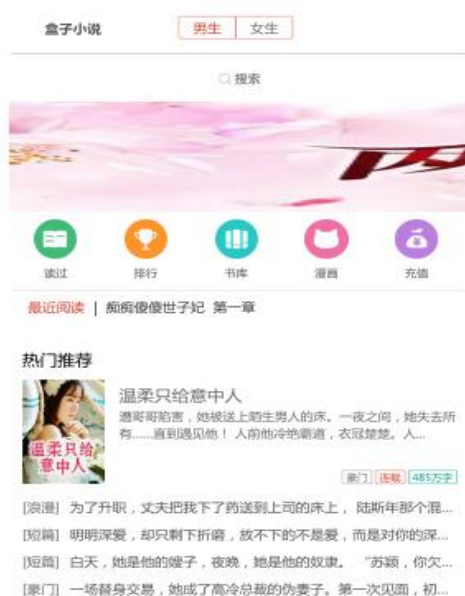 盒子小说 男生 女生
搜索
读过 排行 书库 漫画 充值
最近阅读 | 痴痴傻傻世子妃 第一章
热门推荐
温柔只给意中人
遭哥哥陷害，她被送上陌生男人的床。一夜之间，她失去所
有……直到遇见他！ 人前他冷绝霸道，衣冠楚楚。人...
温柔只给
意中人
豪门 连载 485万字
[浪漫] 为了升职，丈夫把我下了药送到上司的床上， 陆斯年那个混...
[短篇] 明明深爱，却只剩下折磨，放不下的不是爱，而是对你的深...
[短篇] 白天，她是他的嫂子，夜晚，她是他的奴隶。 “苏颖，你欠...
[豪门] 一场替身交易，她成了高冷总裁的伪妻子。第一次见面，初...